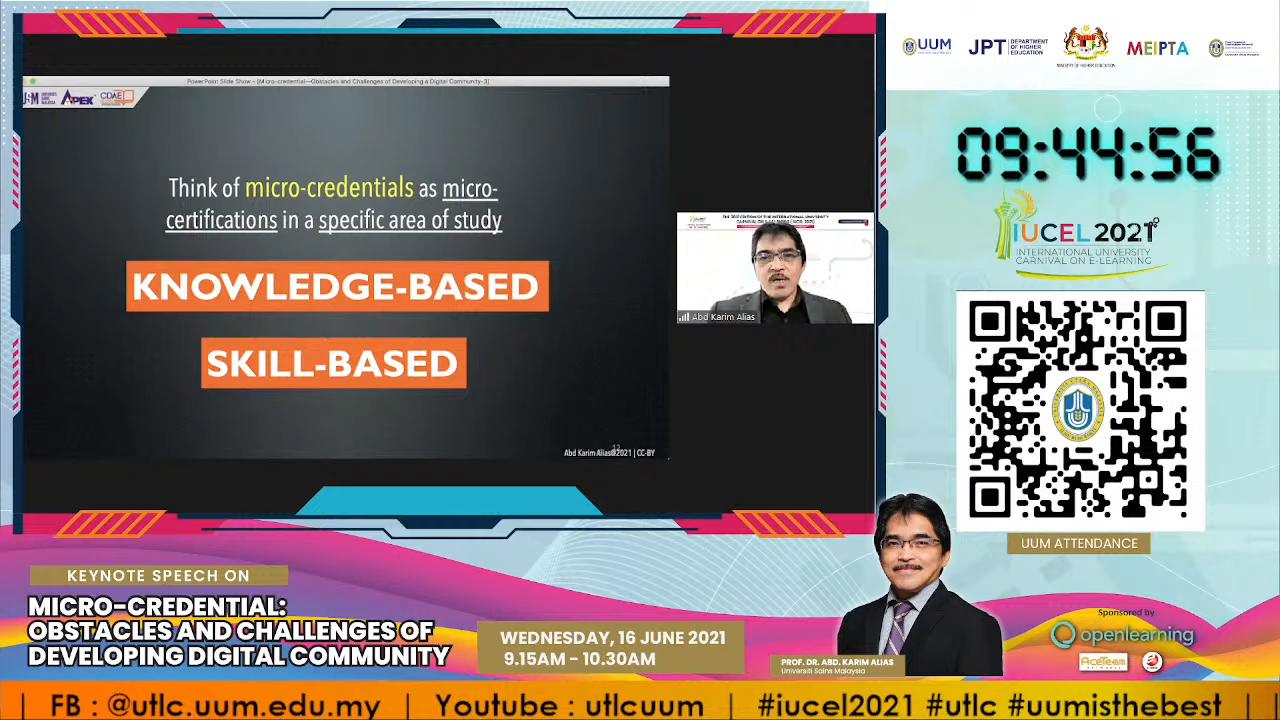 PowerPoint Slide Show - [Micro-credential—Obstacles and Challenges of Developing a Digital Community-3]
APEX
CDAE
Think of micro-credentials as micro-
certifications in a specific area of study
KNOWLEDGE-BASED
SKILL-BASED
Abd Karim Alias@2021 | CC-BY
Abd Karim Alias
UUM
JPT DEPARTMENT
OF HIGHER
EDUCATION
MINISTRY OF HIGHER EDUCATION
MEIPTA
09:44:56
IUCEL 2021
INTERNATIONAL UNIVERSITY
CARNIVAL ON E-LEARNING
UUM ATTENDANCE
KEYNOTE SPEECH ON
MICRO-CREDENTIAL:
OBSTACLES AND CHALLENGES OF
DEVELOPING DIGITAL COMMUNITY
WEDNESDAY, 16 JUNE 2021
9.15AM - 10.30AM
PROF. DR. ABD. KARIM ALIAS
Universiti Sains Malaysia
Sponsored by
openlearning
AceTeam
| FB : @utlc.uum.edu.my | Youtube : utlcuum | #iucel2021 #utlc #uumisthebest |